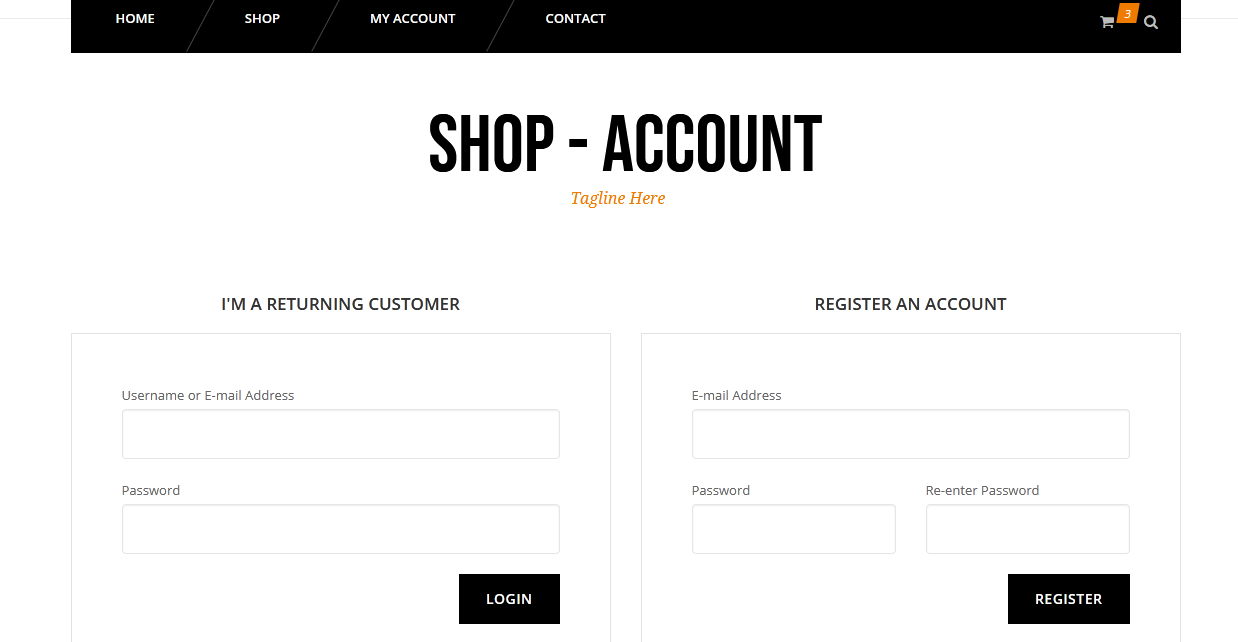 HOME SHOP MY ACCOUNT CONTACT 3
SHOP - ACCOUNT
Tagline Here
I'M A RETURNING CUSTOMER
Username or E-mail Address
Password
LOGIN
REGISTER AN ACCOUNT
E-mail Address
Password Re-enter Password
REGISTER